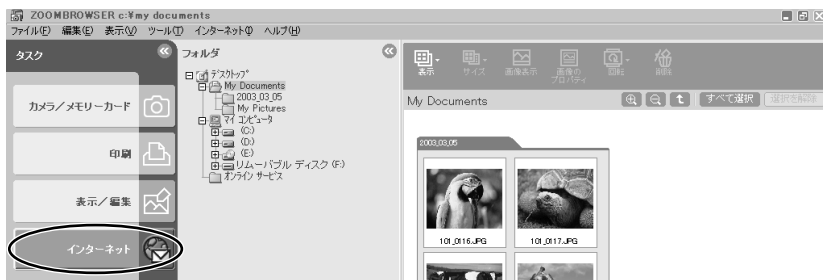 ZOOMBROWSER c:¥my documents
ファイル(F) 編集(E) 表示(V) ツール(T) インターネット(I) ヘルプ(H)
タスク
カメラ/メモリーカード
印刷
表示/編集
インターネット
フォルダ
デスクトップ
My Documents
2003_03_05
My Pictures
マイ コンピュータ
(C:)
(D:)
(E:)
リムーバブル ディスク (F:)
オンライン サービス
表示 サイズ 画像表示 画像の プロパティ 回転 削除
My Documents すべて選択 選択を解除
2003_03_05
101_0116.JPG 101_0117.JPG